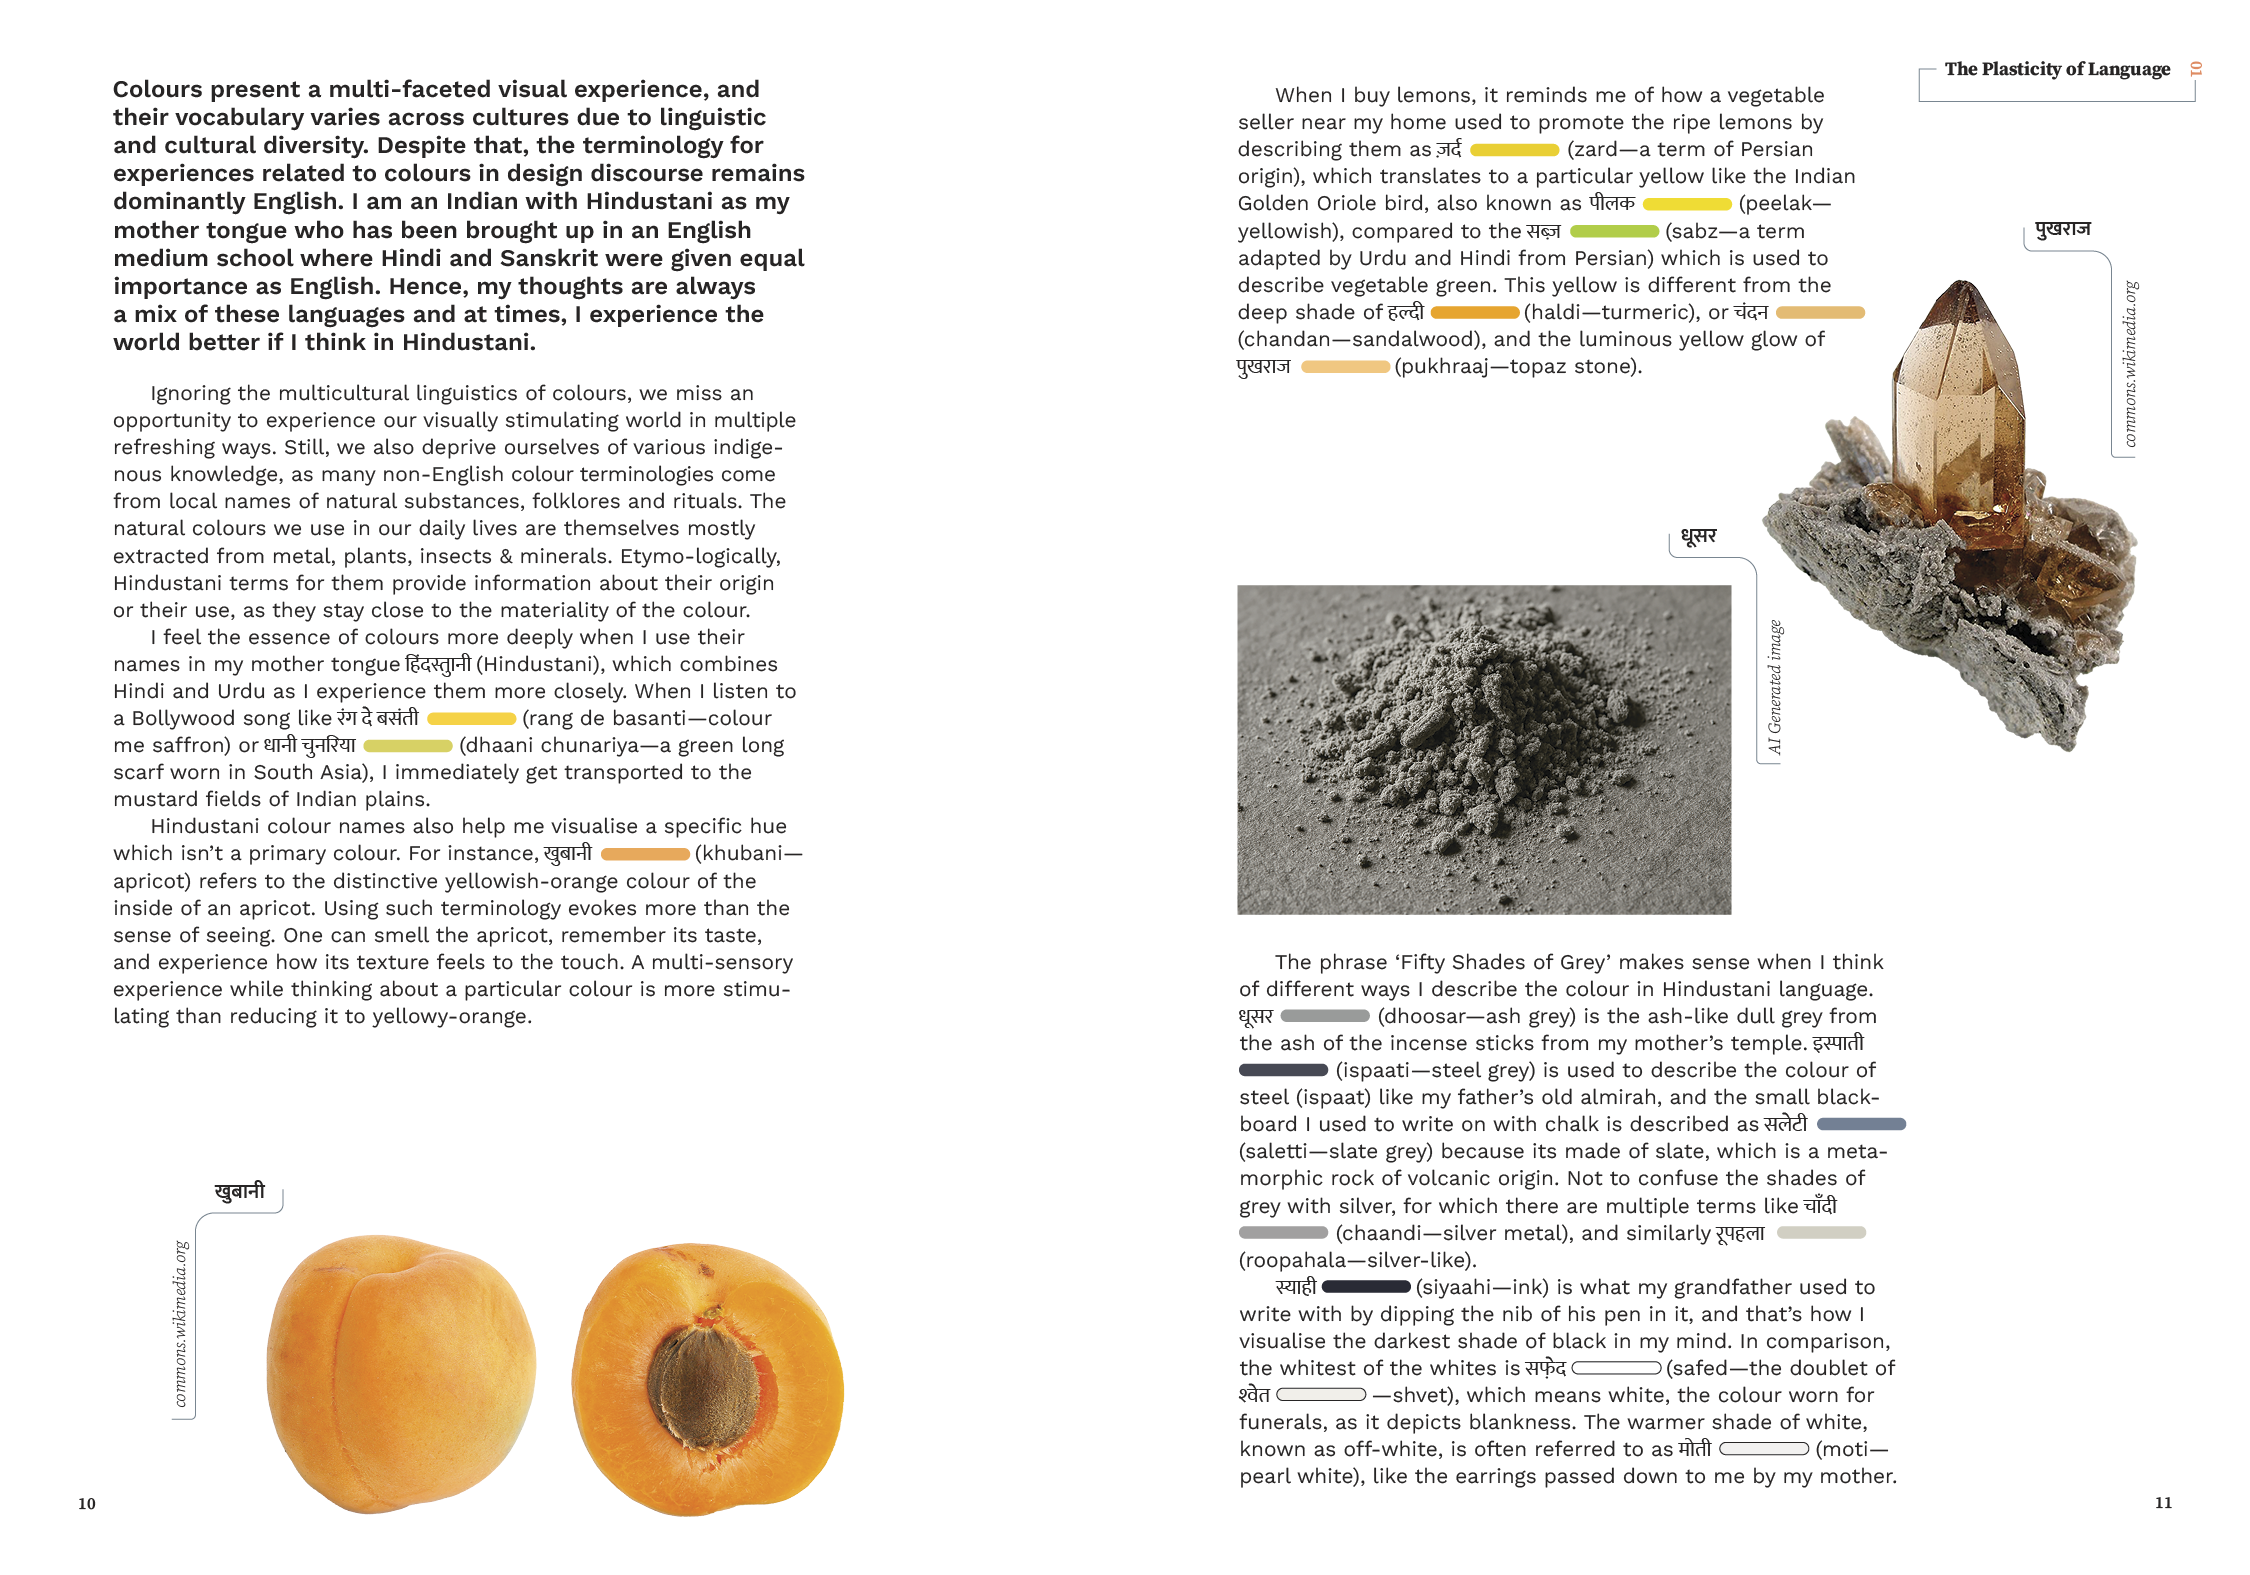 Colours present a multi-faceted visual experience, and
their vocabulary varies across cultures due to linguistic
and cultural diversity. Despite that, the terminology for
experiences related to colours in design discourse remains
dominantly English. I am an Indian with Hindustani as my
mother tongue who has been brought up in an English
medium school where Hindi and Sanskrit were given equal
importance as English. Hence, my thoughts are always
a mix of these languages and at times, I experience the
world better if I think in Hindustani.
Ignoring the multicultural linguistics of colours, we miss an
opportunity to experience our visually stimulating world in multiple
refreshing ways. Still, we also deprive ourselves of various indige-
nous knowledge, as many non-English colour terminologies come
from local names of natural substances, folklores and rituals. The
natural colours we use in our daily lives are themselves mostly
extracted from metal, plants, insects & minerals. Etymo-logically,
Hindustani terms for them provide information about their origin
or their use, as they stay close to the materiality of the colour.
I feel the essence of colours more deeply when I use their
names in my mother tongue (Hindustani), which combines
Hindi and Urdu as I experience them more closely. When I listen to
a Bollywood song like रंग दे बसंती (rang de basanti—colour
me saffron) or धानी चुनरिया (dhaani chunariya—a green long
scarf worn in South Asia), I immediately get transported to the
mustard fields of Indian plains.
Hindustani colour names also help me visualise a specific hue
which isn’t a primary colour. For instance, खुबानी (khubani—
apricot) refers to the distinctive yellowish-orange colour of the
inside of an apricot. Using such terminology evokes more than the
sense of seeing. One can smell the apricot, remember its taste,
and experience how its texture feels to the touch. A multi-sensory
experience while thinking about a particular colour is more stimu-
lating than reducing it to yellowy-orange.
खुबानी
commons.wikimedia.org
10
The Plasticity of Language
01
When I buy lemons, it reminds me of how a vegetable
seller near my home used to promote the ripe lemons by
describing them as ज़र्द (zard—a term of Persian
origin), which translates to a particular yellow like the Indian
Golden Oriole bird, also known as पीलक (peelak—
yellowish), compared to the सब्ज़ (sabz—a term
adapted by Urdu and Hindi from Persian) which is used to
describe vegetable green. This yellow is different from the
deep shade of हल्दी (haldi—turmeric), or चंदन
(chandan—sandalwood), and the luminous yellow glow of
पुखराज (pukhraaj—topaz stone).
पुखराज
commons.wikimedia.org
धूसर
AI Generated image
The phrase ‘Fifty Shades of Grey’ makes sense when I think
of different ways I describe the colour in Hindustani language.
धूसर (dhoosar—ash grey) is the ash-like dull grey from
the ash of the incense sticks from my mother’s temple. इस्पाती
(ispaati—steel grey) is used to describe the colour of
steel (ispaat) like my father’s old almirah, and the small black-
board I used to write on with chalk is described as सलेटी
(saletti—slate grey) because its made of slate, which is a meta-
morphic rock of volcanic origin. Not to confuse the shades of
grey with silver, for which there are multiple terms like चाँदी
(chaandi—silver metal), and similarly रूपहला
(roopahala—silver-like).
स्याही (siyaahi—ink) is what my grandfather used to
write with by dipping the nib of his pen in it, and that’s how I
visualise the darkest shade of black in my mind. In comparison,
the whitest of the whites is सफ़ेद (safed—the doublet of
श्वेत —shvet), which means white, the colour worn for
funerals, as it depicts blankness. The warmer shade of white,
known as off-white, is often referred to as मोती (moti—
pearl white), like the earrings passed down to me by my mother.
11